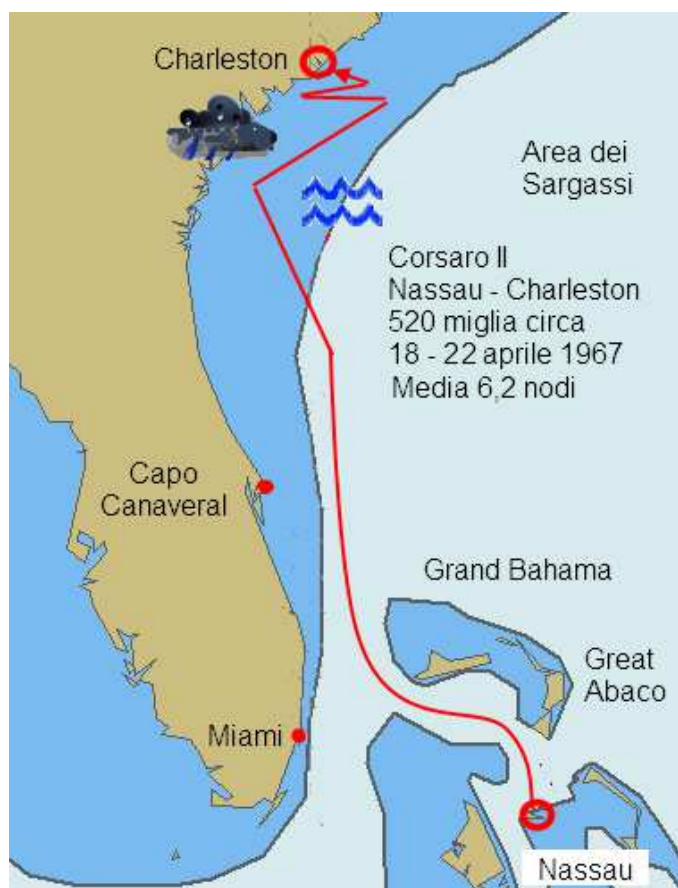 Charleston
Area dei
Sargassi
Corsaro II
Nassau - Charleston
520 miglia circa
18 - 22 aprile 1967
Media 6,2 nodi
Capo
Canaveral
Grand Bahama
Great
Abaco
Miami
Nassau